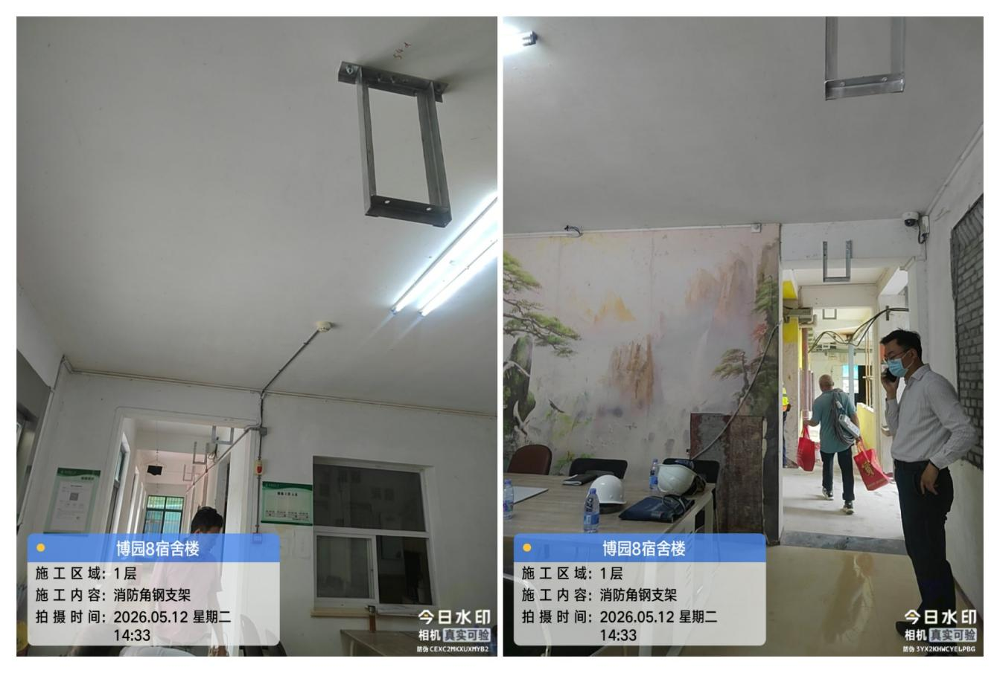 博园8宿舍楼
施工区域：1层
施工内容：消防角钢支架
拍摄时间：2026.05.12 星期二
14:33
今日水印
相机 真实可验
防伪 CEXC2MKXUXMYB2
博园8宿舍楼
施工区域：1层
施工内容：消防角钢支架
拍摄时间：2026.05.12 星期二
14:33
今日水印
相机 真实可验
防伪 3YX2KHWCYELPBG